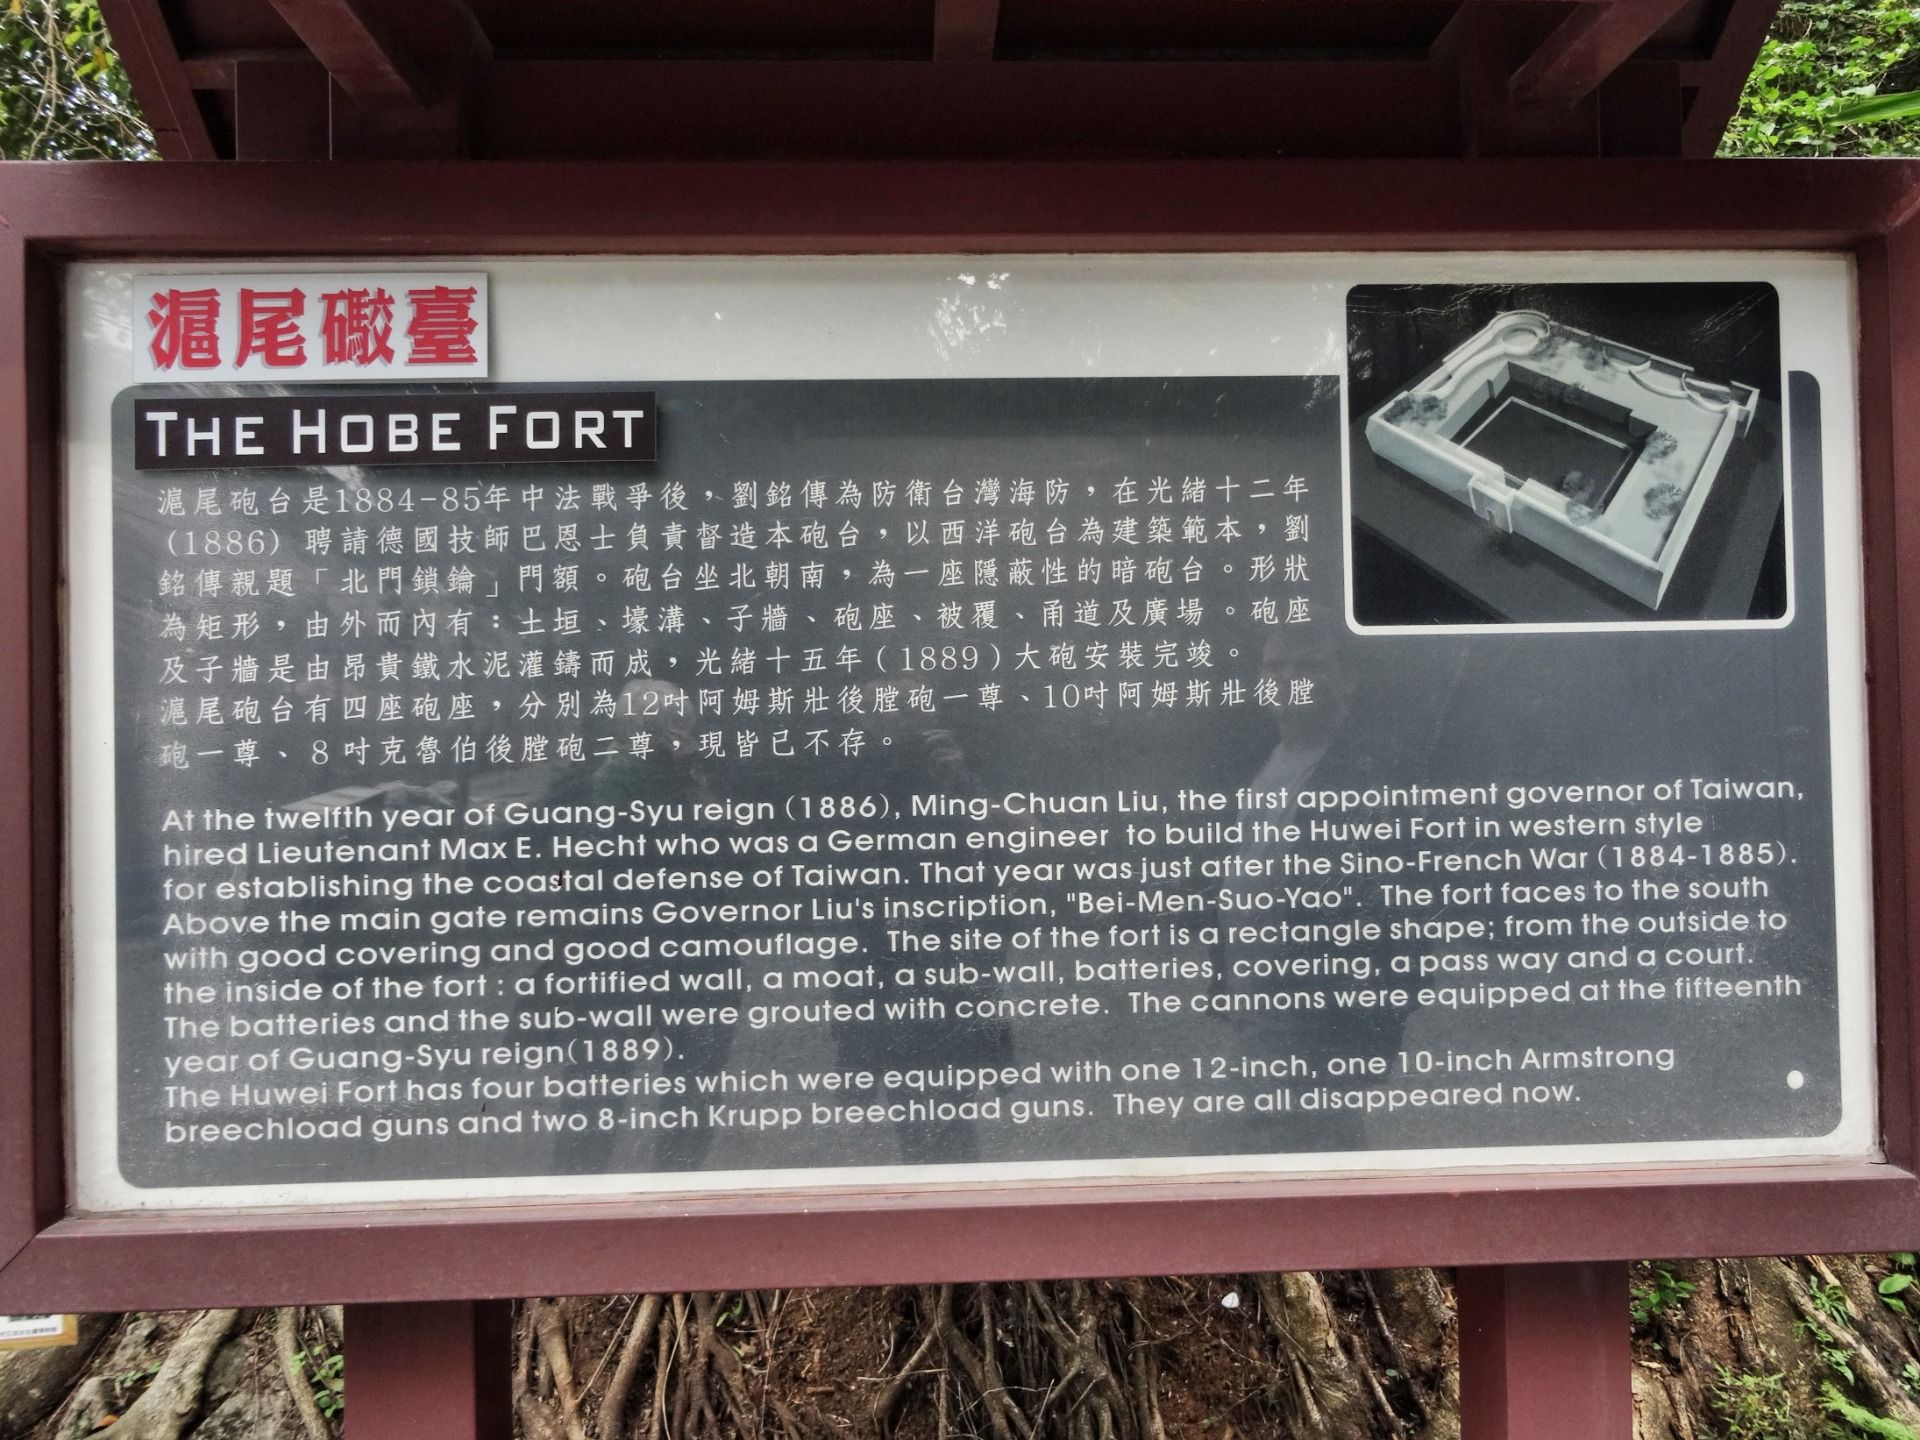 滬尾礮臺
THE HOBE FORT
滬尾砲台是1884-85年中法戰爭後，劉銘傳為防衛台灣海防，在光緒十二年
(1886) 聘請德國技師巴恩士負責督造本砲台，以西洋砲台為建築範本，劉
銘傳親題「北門鎖鑰」門額。砲台坐北朝南，為一座隱蔽性的暗砲台。形狀
為矩形，由外而內有：土垣、壕溝、子牆、砲座、被覆、甬道及廣場。砲座
及子牆是由昂貴鐵水泥灌鑄而成，光緒十五年(1889)大砲安裝完竣。
滬尾砲台有四座砲座，分別為12吋阿姆斯壯後膛砲一尊、10吋阿姆斯壯後膛
砲一尊、8吋克魯伯後膛砲二尊，現皆已不存。
At the twelfth year of Guang-Syu reign (1886), Ming-Chuan Liu, the first appointment governor of Taiwan,
hired Lieutenant Max E. Hecht who was a German engineer to build the Huwei Fort in western style
for establishing the coastal defense of Taiwan. That year was just after the Sino-French War (1884-1885).
Above the main gate remains Governor Liu's inscription, "Bei-Men-Suo-Yao". The fort faces to the south
with good covering and good camouflage. The site of the fort is a rectangle shape; from the outside to
the inside of the fort : a fortified wall, a moat, a sub-wall, batteries, covering, a pass way and a court.
The batteries and the sub-wall were grouted with concrete. The cannons were equipped at the fifteenth
year of Guang-Syu reign(1889).
The Huwei Fort has four batteries which were equipped with one 12-inch, one 10-inch Armstrong
breechload guns and two 8-inch Krupp breechload guns. They are all disappeared now.